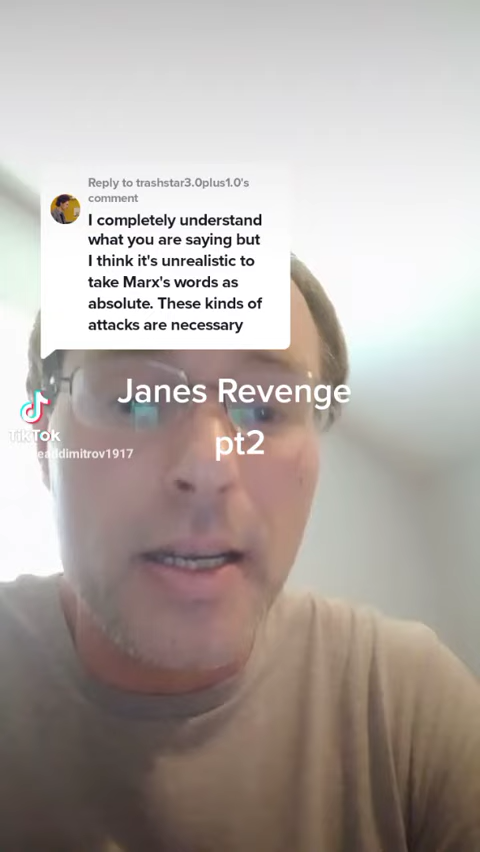 Reply to trashstar3.0plus1.0's
comment
I completely understand
what you are saying but
I think it's unrealistic to
take Marx's words as
absolute. These kinds of
attacks are necessary
Janes Revenge
pt2
TikTok